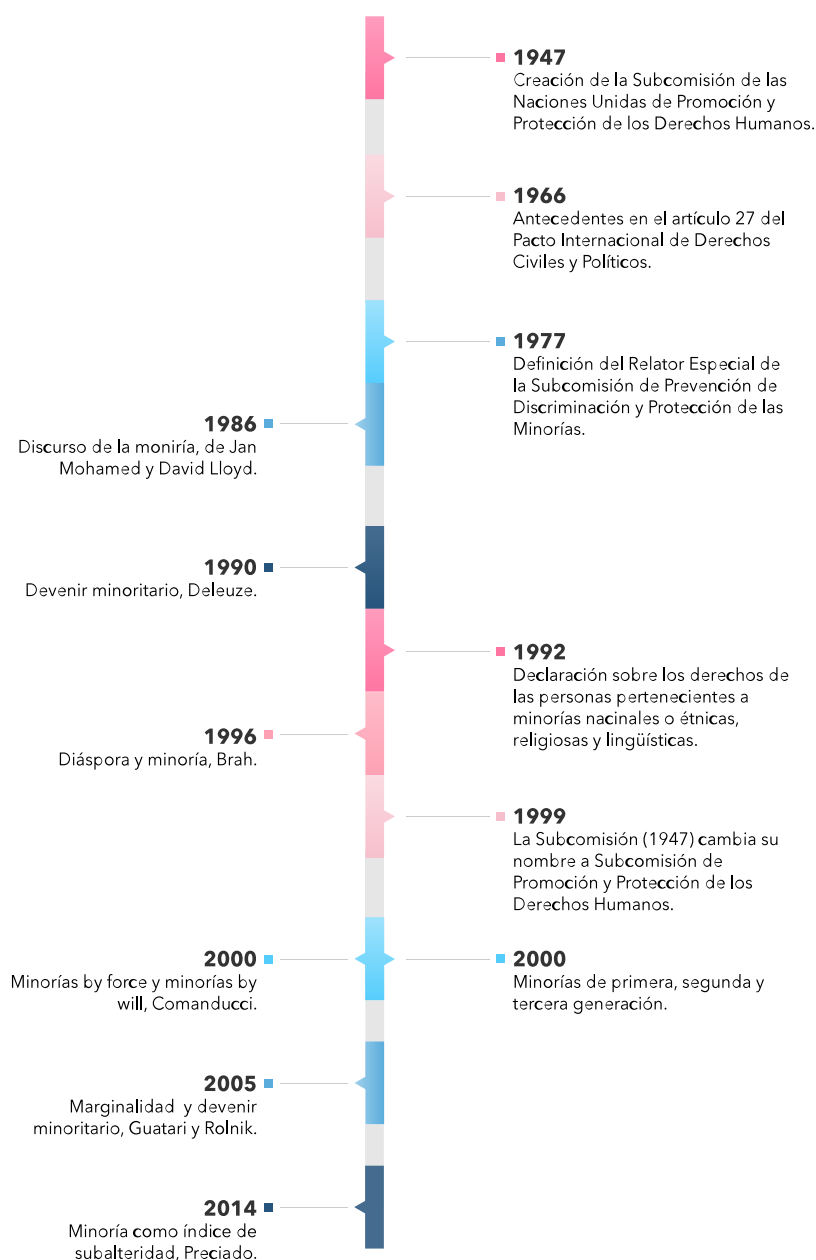 1947
Creación de la Subcomisión de las
Naciones Unidas de Promoción y
Protección de los Derechos Humanos.
1966
Antecedentes en el artículo 27 del
Pacto Internacional de Derechos
Civiles y Políticos.
1977
Definición del Relator Especial de
la Subcomisión de Prevención de
Discriminación y Protección de las
Minorías.
1986
Discurso de la moniría, de Jan
Mohamed y David Lloyd.
1990
Devenir minoritario, Deleuze.
1992
Declaración sobre los derechos de
las personas pertenecientes a
minorías nacinales o étnicas,
religiosas y lingüísticas.
1996
Diáspora y minoría, Brah.
1999
La Subcomisión (1947) cambia su
nombre a Subcomisión de
Promoción y Protección de los
Derechos Humanos.
2000
Minorías by force y minorías by
will, Comanducci.
2000
Minorías de primera, segunda y
tercera generación.
2005
Marginalidad y devenir
minoritario, Guatari y Rolnik.
2014
Minoría como índice de
subalteridad, Preciado.